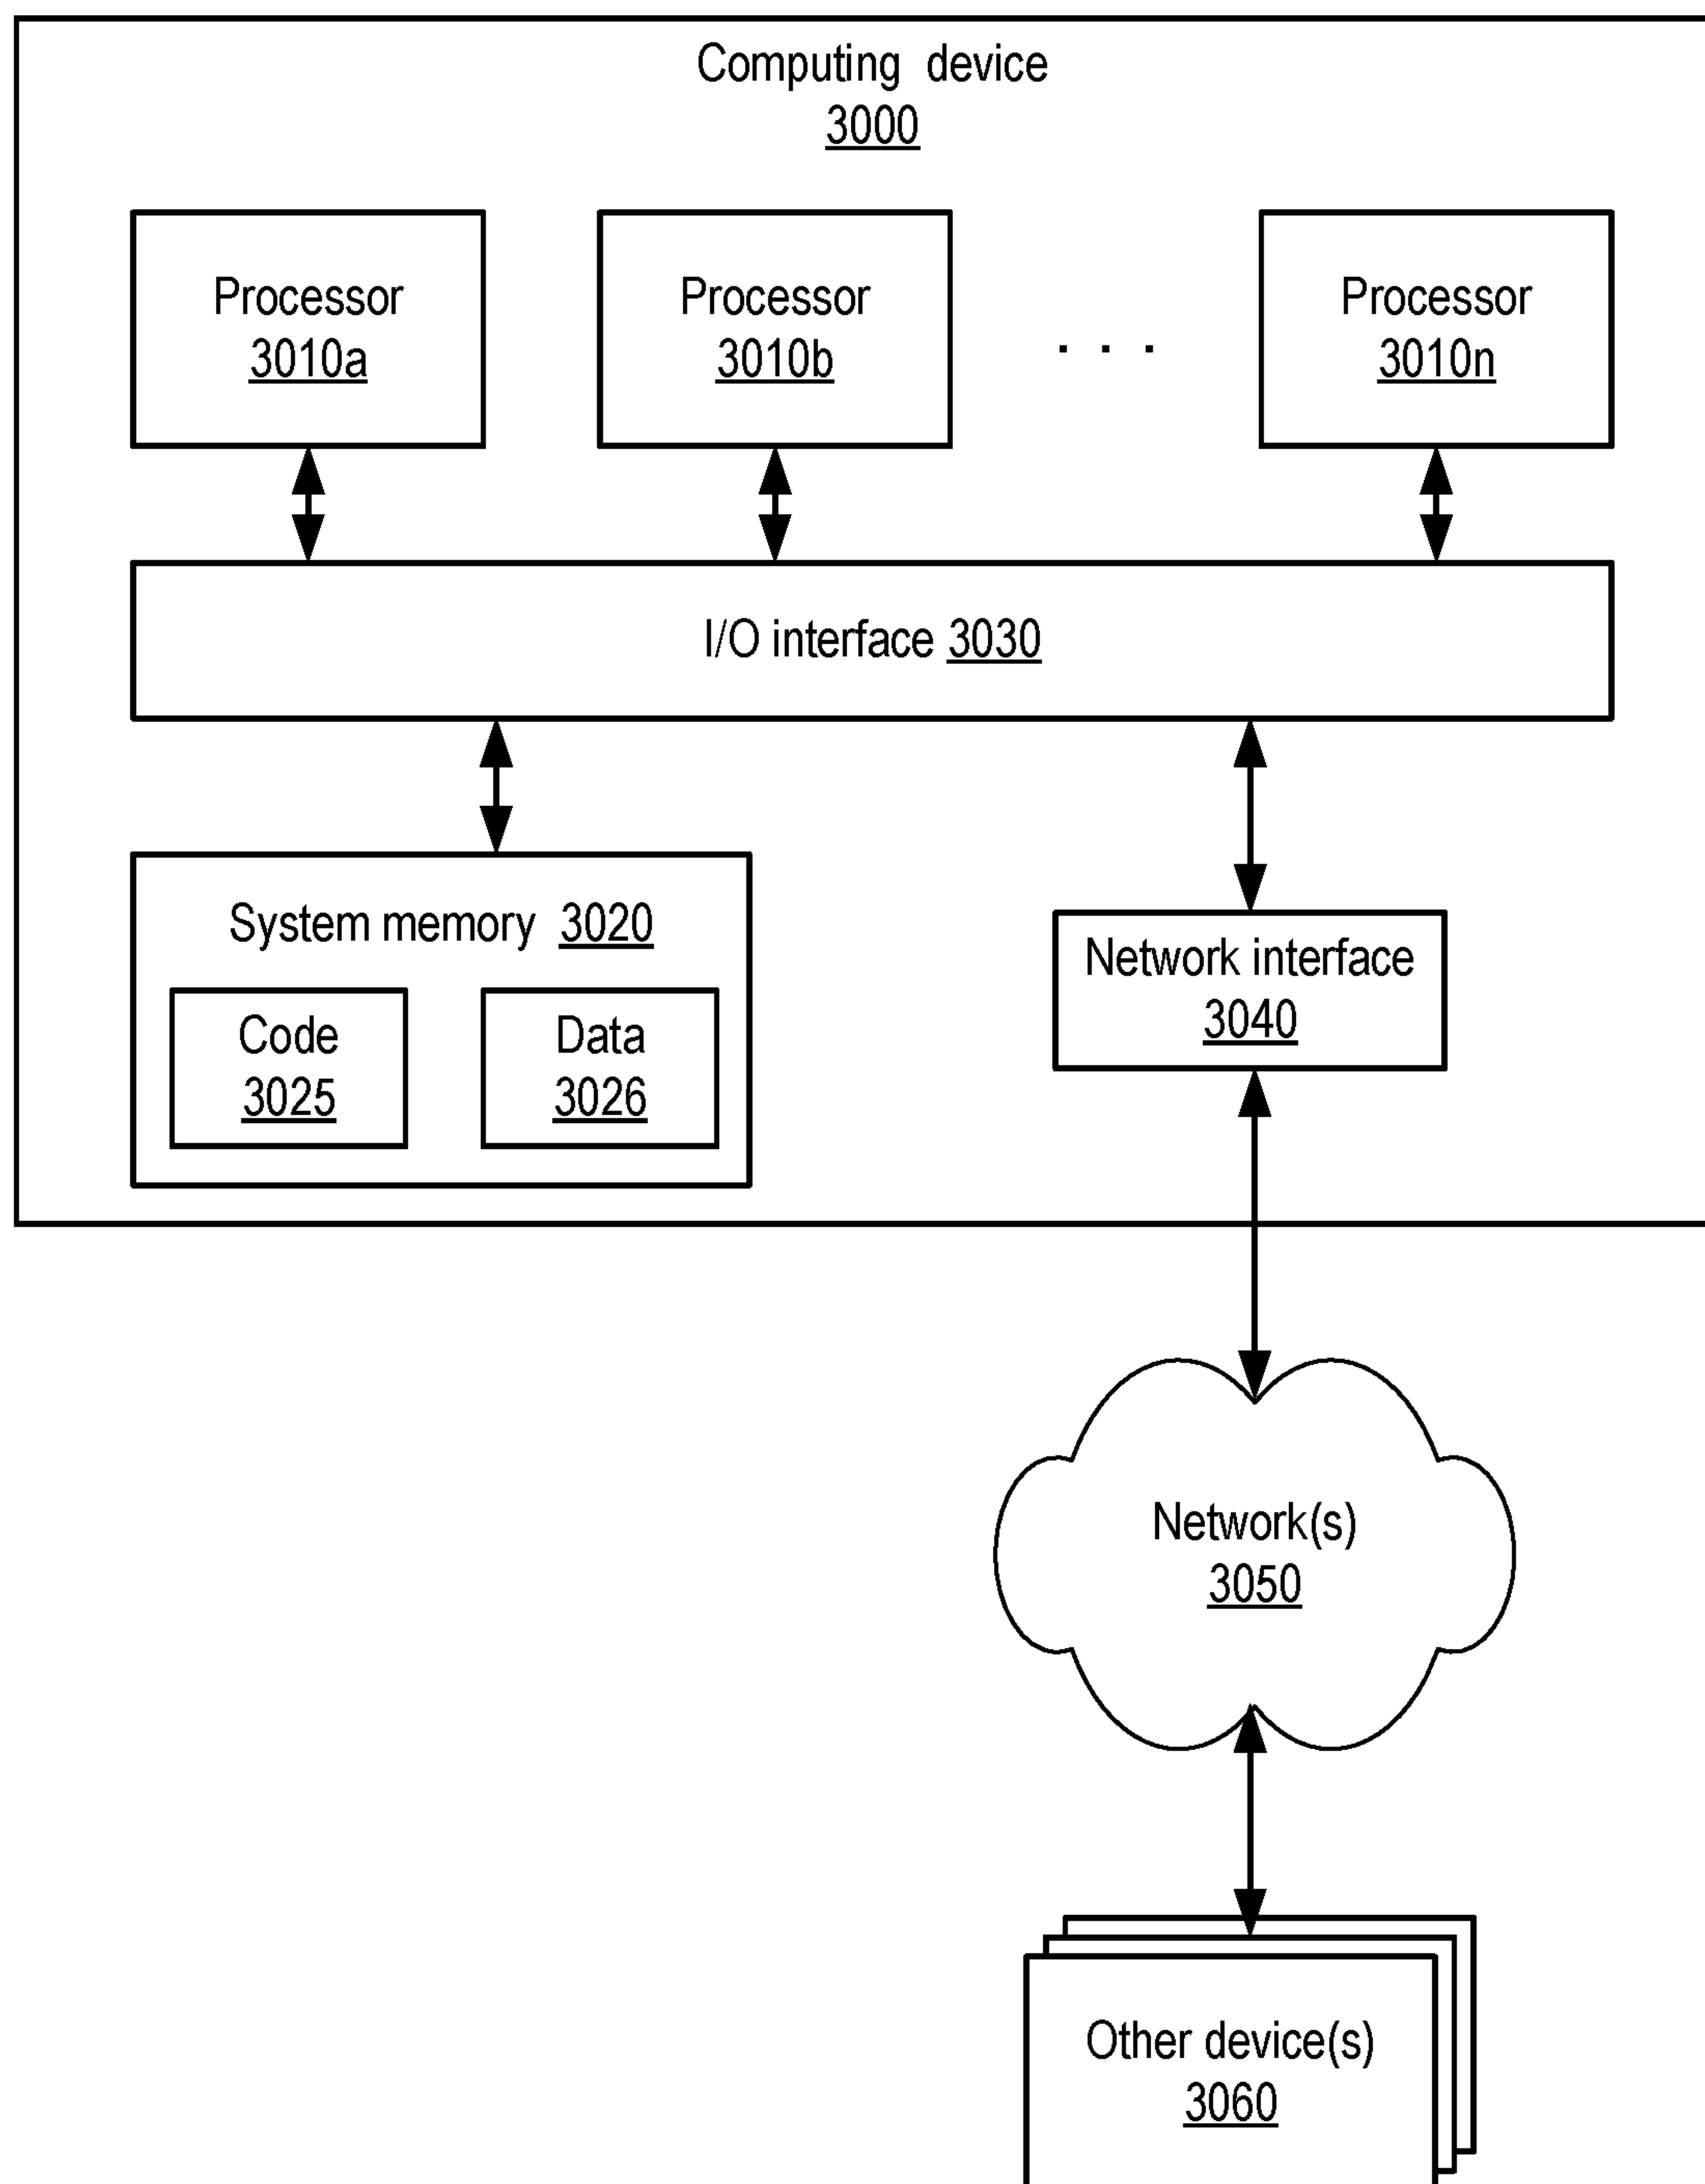 Computing device
3000
Processor
3010a
Processor
3010b
. . .
Processor
3010n
I/O interface 3030
System memory 3020
Code
3025
Data
3026
Network interface
3040
Network(s)
3050
Other device(s)
3060